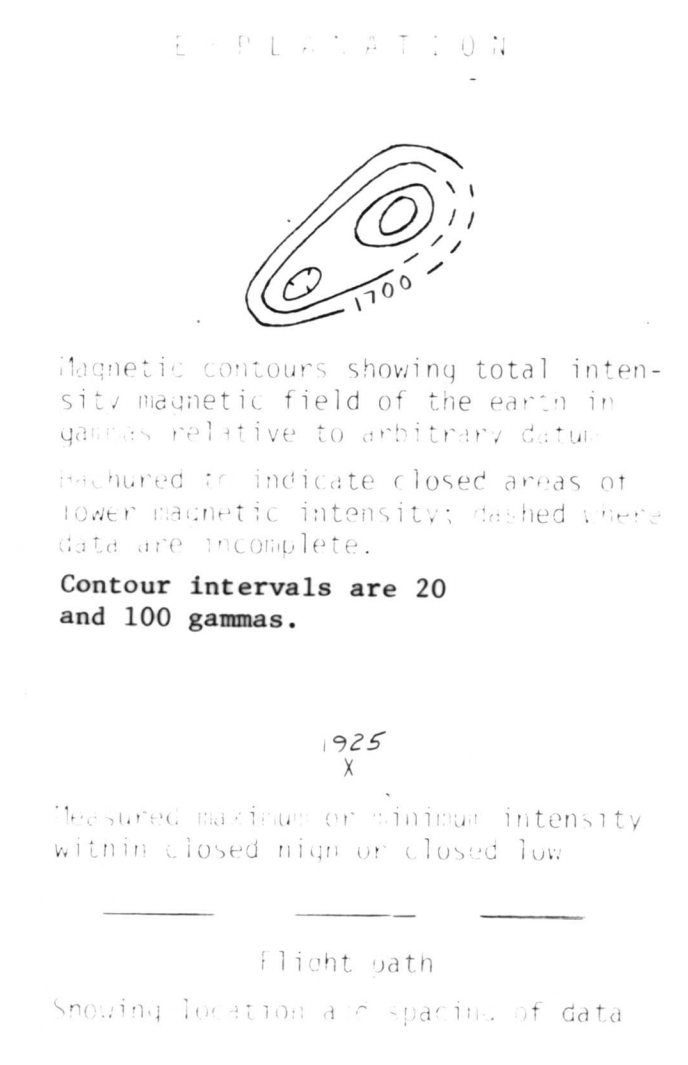 EXPLANATION
1700
Magnetic contours showing total inten-
sity magnetic field of the earth in
gammas relative to arbitrary datum
Hachured to indicate closed areas of
lower magnetic intensity; dashed where
data are incomplete.
Contour intervals are 20
and 100 gammas.
1925
X
Measured maximum or minimum intensity
within closed high or closed low
Flight path
Showing location and spacing of data